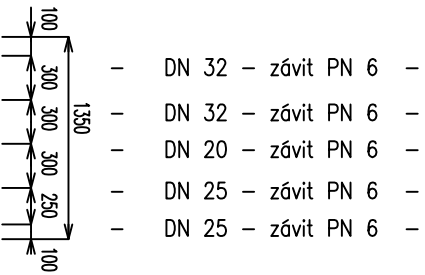 100
300
300
300
250
100
1350
– DN 32 – závit PN 6 –
– DN 32 – závit PN 6 –
– DN 20 – závit PN 6 –
– DN 25 – závit PN 6 –
– DN 25 – závit PN 6 –